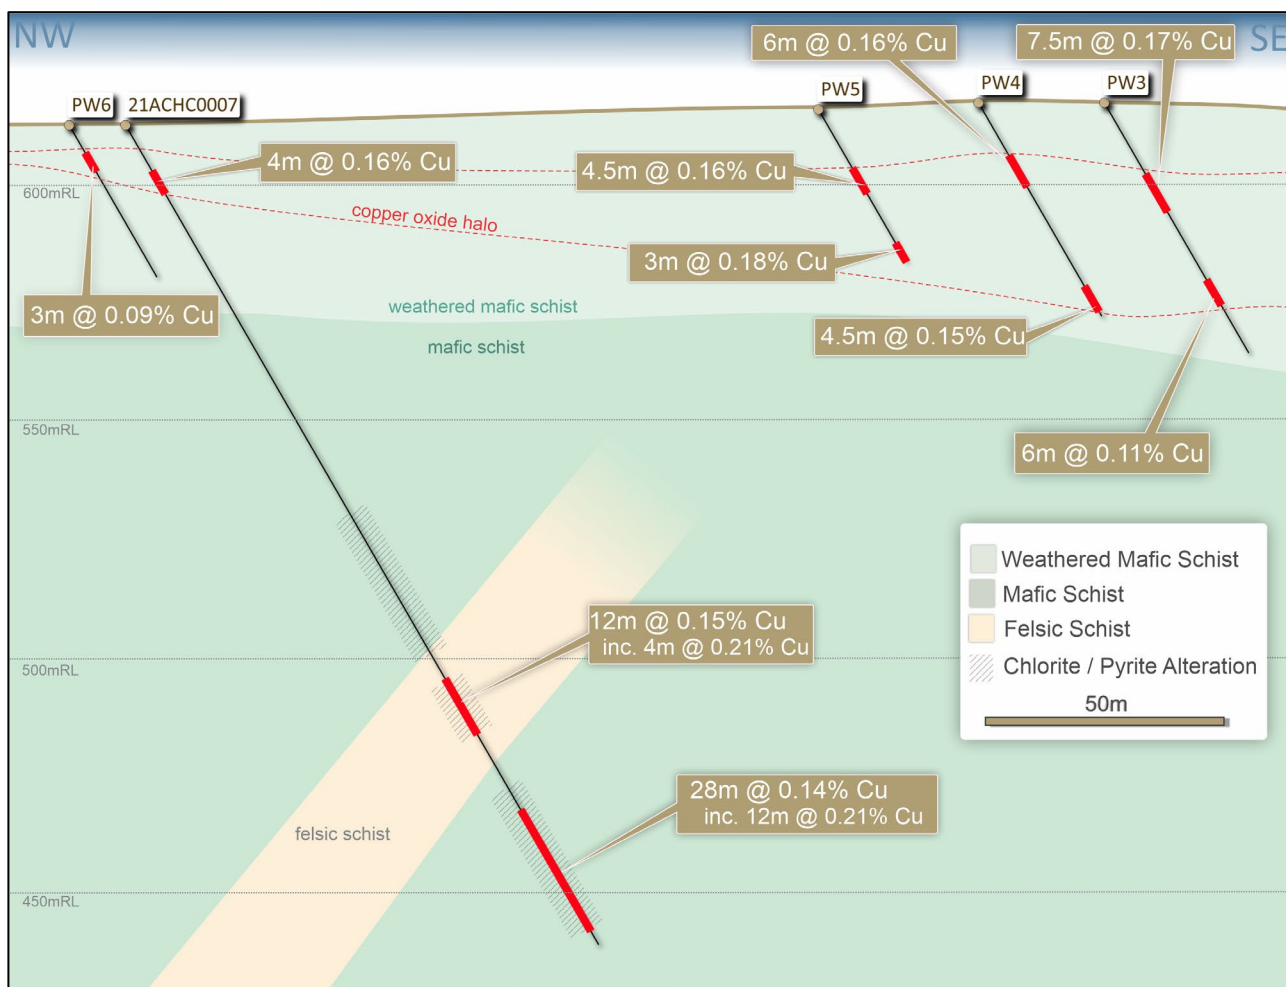 NW
SE
6m @ 0.16% Cu
7.5m @ 0.17% Cu
PW6
21ACHC0007
PW5
PW4
PW3
4m @ 0.16% Cu
4.5m @ 0.16% Cu
600mRL
copper oxide halo
3m @ 0.18% Cu
3m @ 0.09% Cu
weathered mafic schist
mafic schist
4.5m @ 0.15% Cu
550mRL
6m @ 0.11% Cu
Weathered Mafic Schist
Mafic Schist
Felsic Schist
Chlorite / Pyrite Alteration
50m
12m @ 0.15% Cu
inc. 4m @ 0.21% Cu
500mRL
28m @ 0.14% Cu
inc. 12m @ 0.21% Cu
felsic schist
450mRL